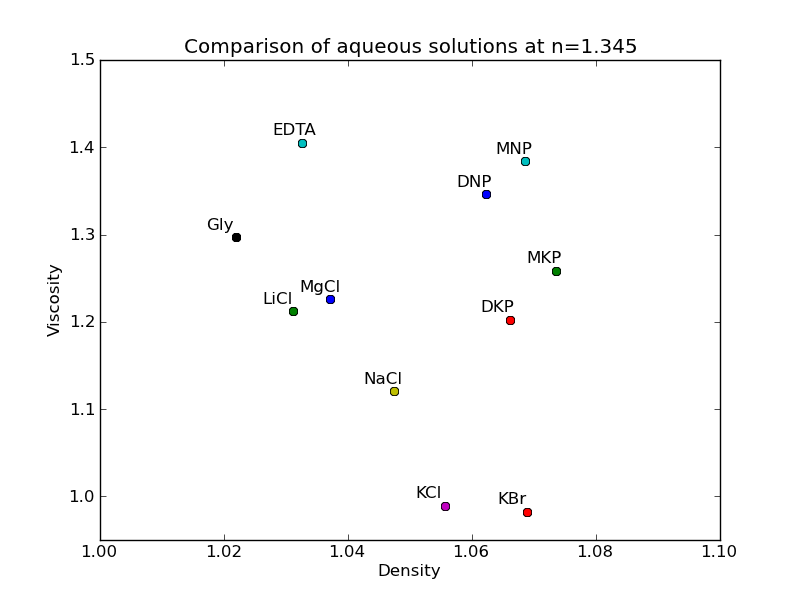 Comparison of aqueous solutions at n=1.345
1.5
1.4
1.3
1.2
1.1
1.0
Viscosity
EDTA
MNP
DNP
Gly
MKP
MgCl
LiCl
DKP
NaCl
KCl
KBr
1.00 1.02 1.04 1.06 1.08 1.10
Density